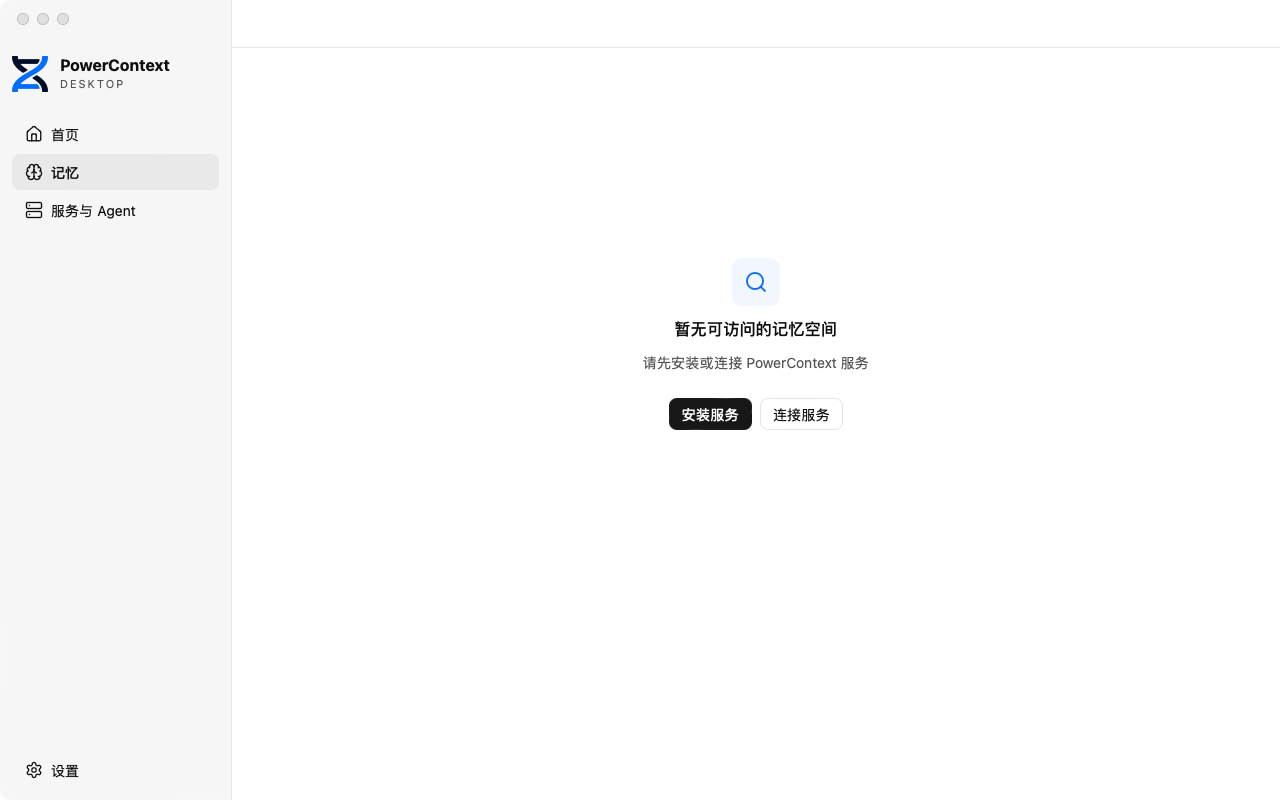 PowerContext
DESKTOP
首页
记忆
服务与 Agent
暂无可访问的记忆空间
请先安装或连接 PowerContext 服务
安装服务
连接服务
设置